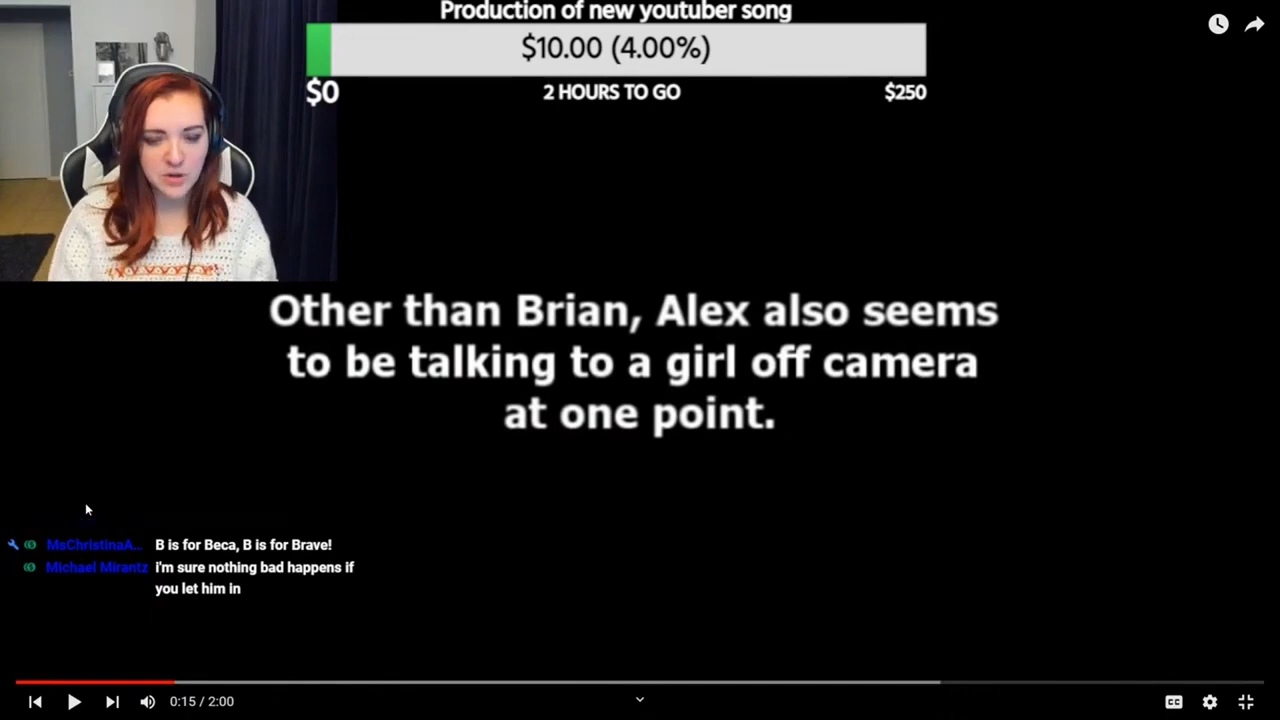 Production of new youtuber song
$10.00 (4.00%)
$0
2 HOURS TO GO
$250
Other than Brian, Alex also seems
to be talking to a girl off camera
at one point.
MsChristinaA... B is for Beca, B is for Brave!
Michael Mirantz i'm sure nothing bad happens if
you let him in
0:15 / 2:00
CC